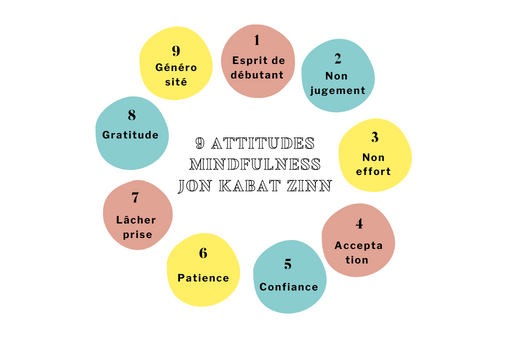 9 ATTITUDES
MINDFULNESS
JON KABAT ZINN
1
Esprit de
débutant
2
Non
jugement
3
Non
effort
4
Accepta
tion
5
Confiance
6
Patience
7
Lâcher
prise
8
Gratitude
9
Généro
sité